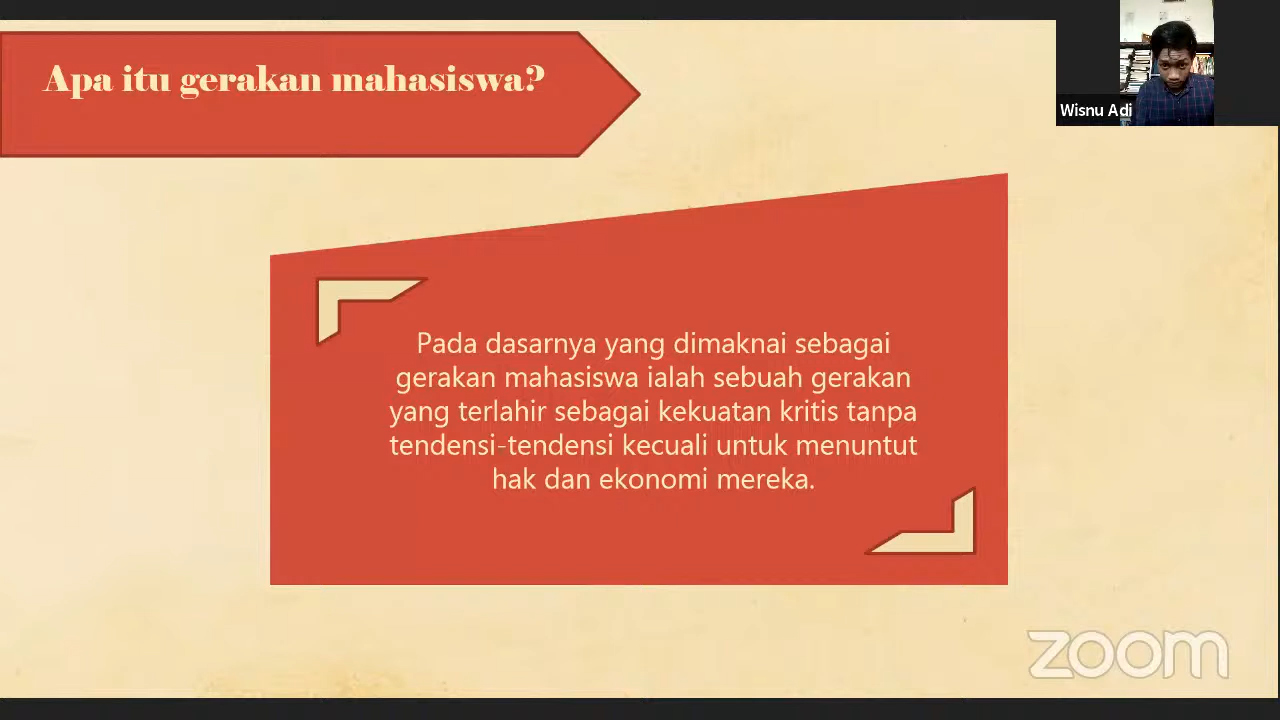 Apa itu gerakan mahasiswa?
Wisnu Adi
Pada dasarnya yang dimaknai sebagai
gerakan mahasiswa ialah sebuah gerakan
yang terlahir sebagai kekuatan kritis tanpa
tendensi-tendensi kecuali untuk menuntut
hak dan ekonomi mereka.
zoom